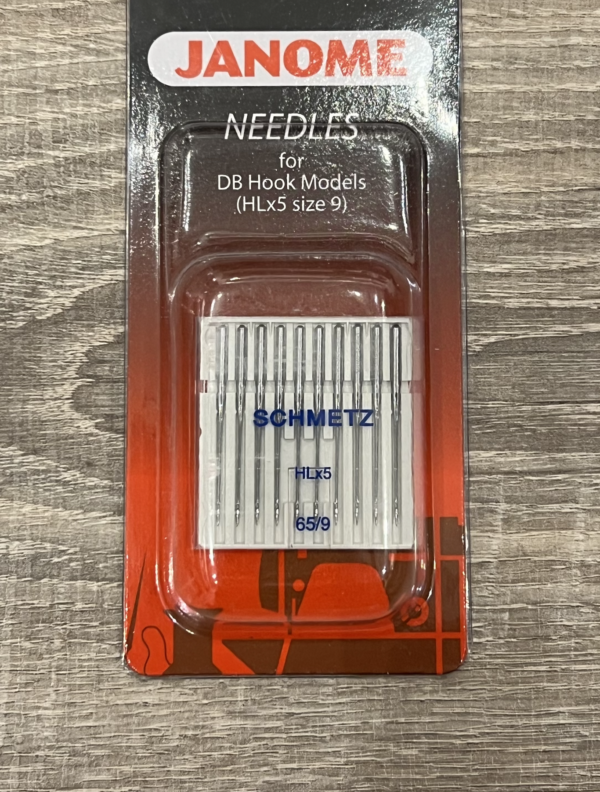 JANOME
NEEDLES
for
DB Hook Models
(HLx5 size 9)
SCHMETZ
HLx5
65/9